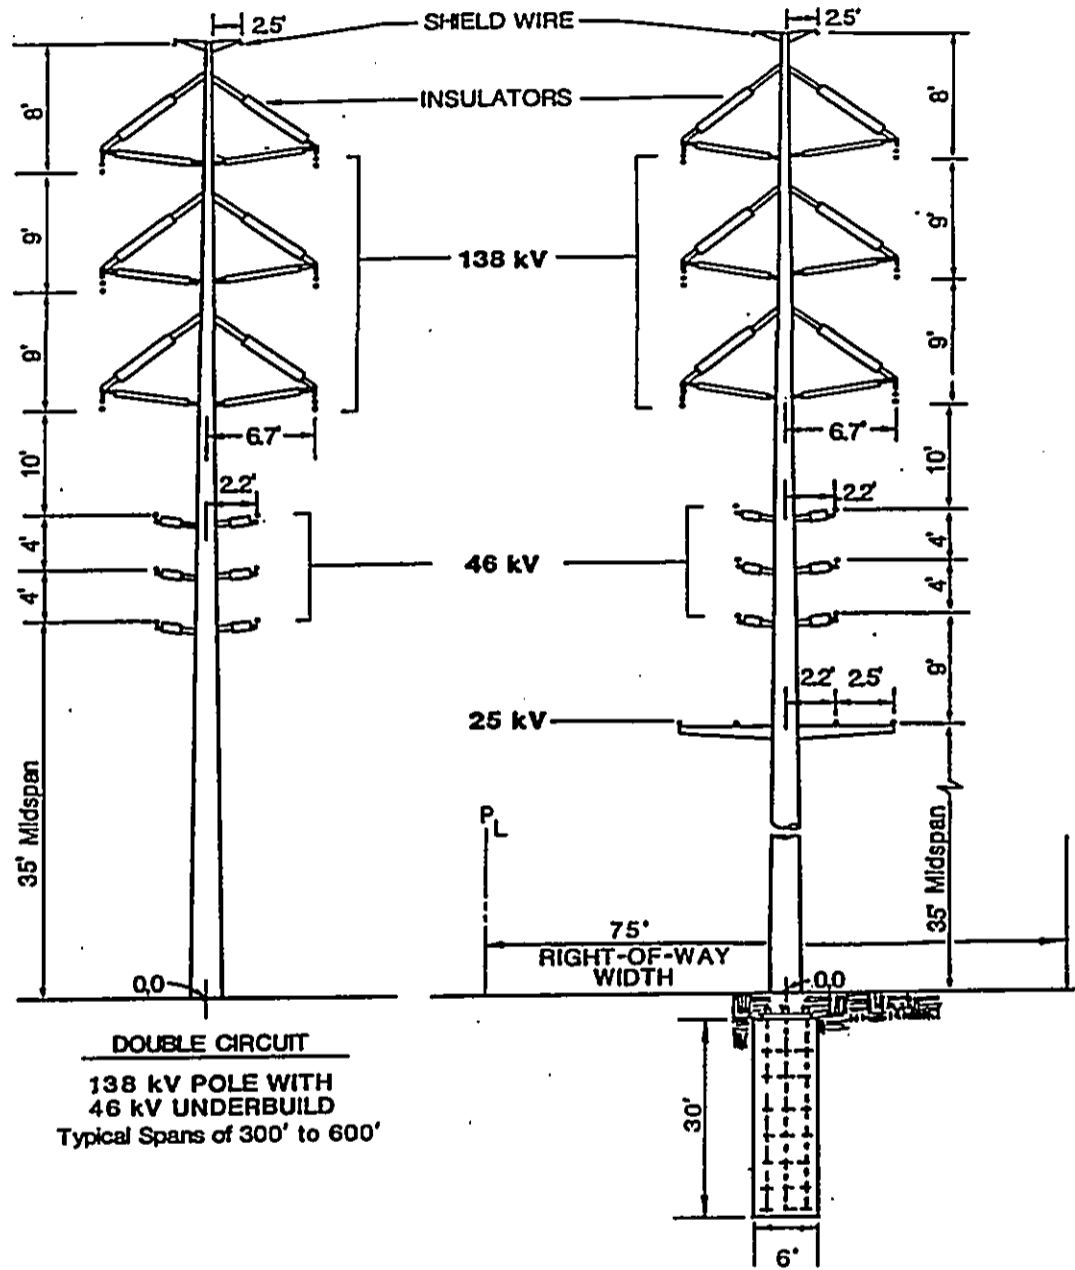 2.5'
SHIELD WIRE
2.5'
8'
INSULATORS
8'
9'
138 kV
9'
9'
9'
6.7'
6.7'
10'
10'
2.2'
2.2'
4'
46 kV
4'
4'
4'
9'
2.2'
2.5'
25 kV
35' Midspan
PL
35' Midspan
75'
RIGHT-OF-WAY
WIDTH
0,0
0,0
DOUBLE CIRCUIT
138 kV POLE WITH
46 kV UNDERBUILD
Typical Spans of 300' to 600'
30'
6'